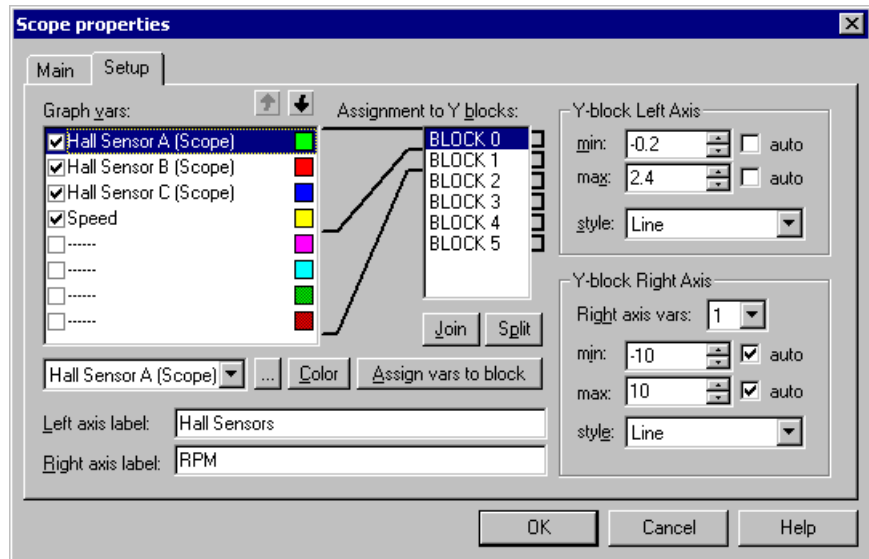 Scope properties
Main
Setup
Graph vars:
Assignment to Y blocks:
Hall Sensor A (Scope)
Hall Sensor B (Scope)
Hall Sensor C (Scope)
Speed
------
------
------
------
BLOCK 0
BLOCK 1
BLOCK 2
BLOCK 3
BLOCK 4
BLOCK 5
Join
Split
Hall Sensor A (Scope)
...
Color
Assign vars to block
Left axis label:
Hall Sensors
Right axis label:
RPM
Y-block Left Axis
min:
-0.2
auto
max:
2.4
auto
style:
Line
Y-block Right Axis
Right axis vars:
1
min:
-10
auto
max:
10
auto
style:
Line
OK
Cancel
Help